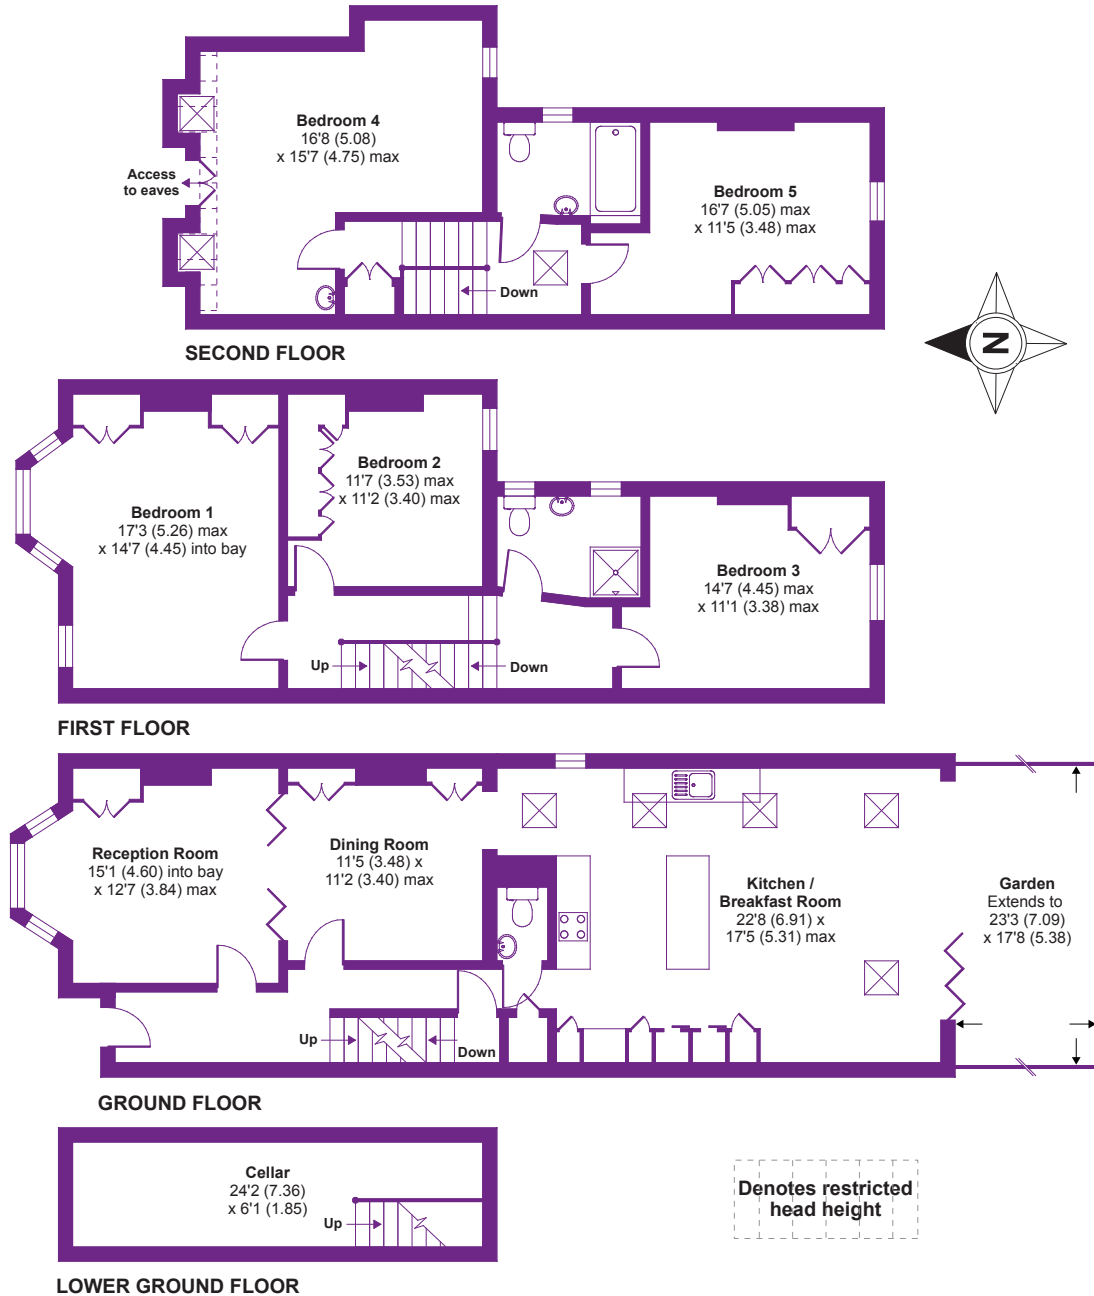 Bedroom 4
16'8 (5.08)
x 15'7 (4.75) max
Access
to eaves
Bedroom 5
16'7 (5.05) max
x 11'5 (3.48) max
Down
SECOND FLOOR
N
Bedroom 1
17'3 (5.26) max
x 14'7 (4.45) into bay
Bedroom 2
11'7 (3.53) max
x 11'2 (3.40) max
Bedroom 3
14'7 (4.45) max
x 11'1 (3.38) max
Up
Down
FIRST FLOOR
Reception Room
15'1 (4.60) into bay
x 12'7 (3.84) max
Dining Room
11'5 (3.48) x
11'2 (3.40) max
Kitchen /
Breakfast Room
22'8 (6.91) x
17'5 (5.31) max
Garden
Extends to
23'3 (7.09)
x 17'8 (5.38)
Up
Down
GROUND FLOOR
Cellar
24'2 (7.36)
x 6'1 (1.85)
Up
Denotes restricted
head height
LOWER GROUND FLOOR